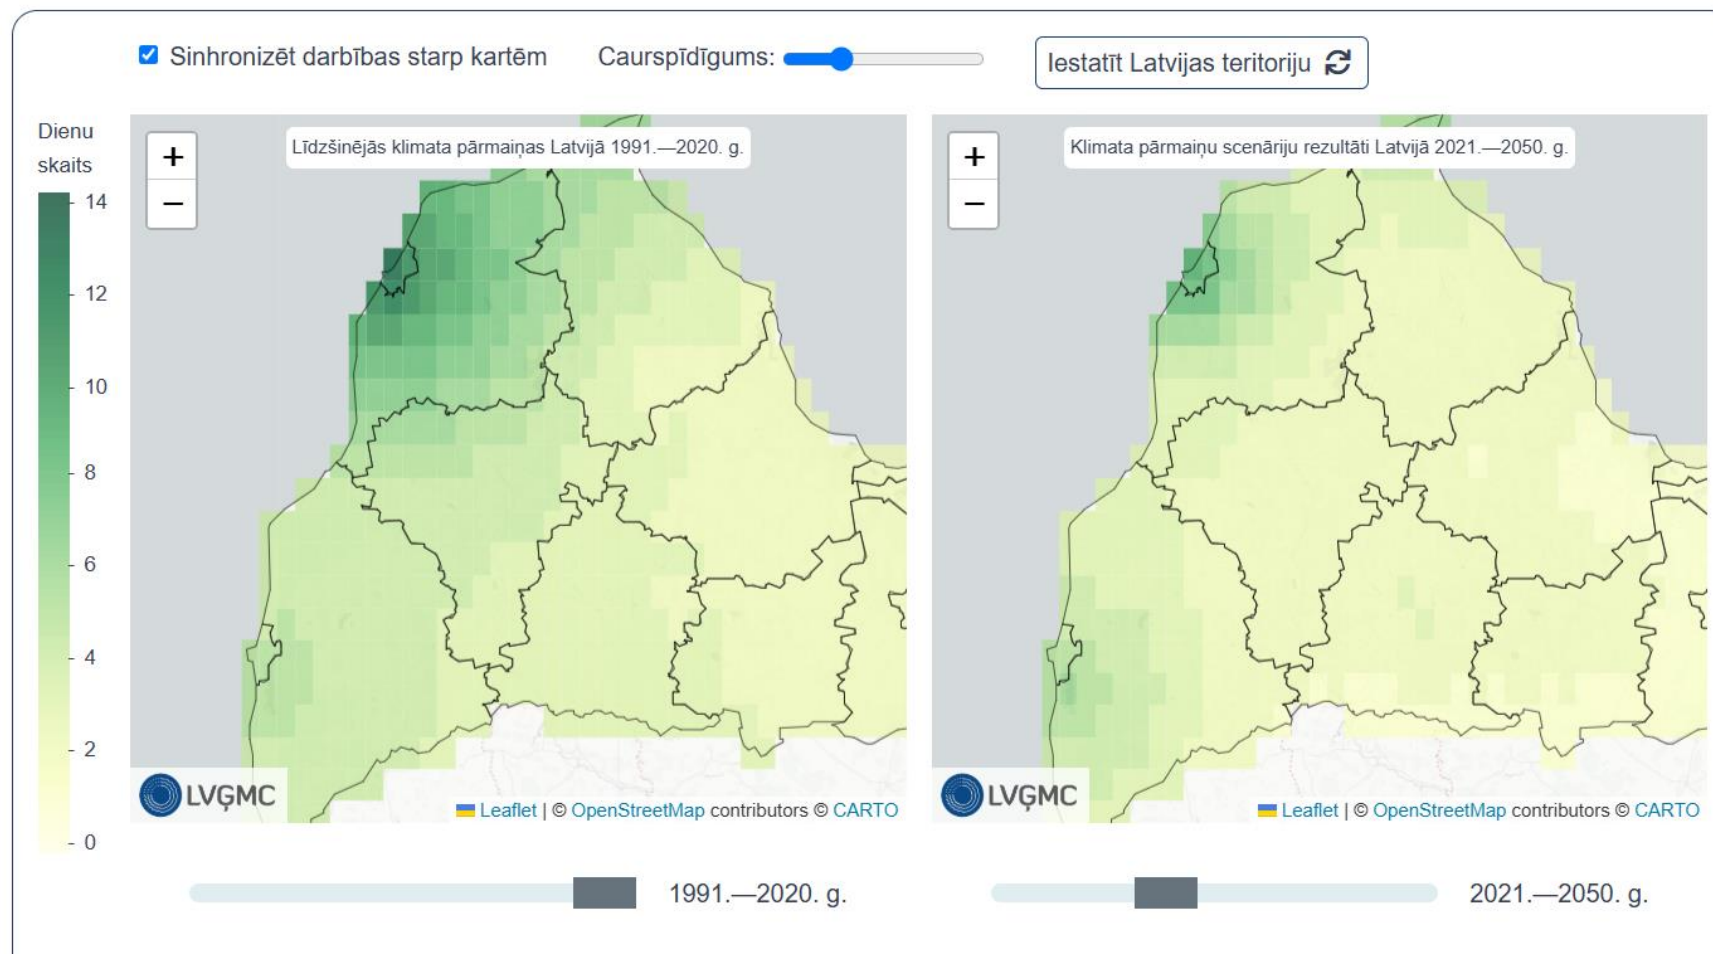 Sinhronizēt darbības starp kartēm
Caurspīdīgums:
Iestatīt Latvijas teritoriju
Dienu
skaits
14
12
10
8
6
4
2
0
+
−
Līdzšinējās klimata pārmaiņas Latvijā 1991.—2020. g.
LVĢMC
Leaflet | © OpenStreetMap contributors © CARTO
1991.—2020. g.
+
−
Klimata pārmaiņu scenāriju rezultāti Latvijā 2021.—2050. g.
LVĢMC
Leaflet | © OpenStreetMap contributors © CARTO
2021.—2050. g.